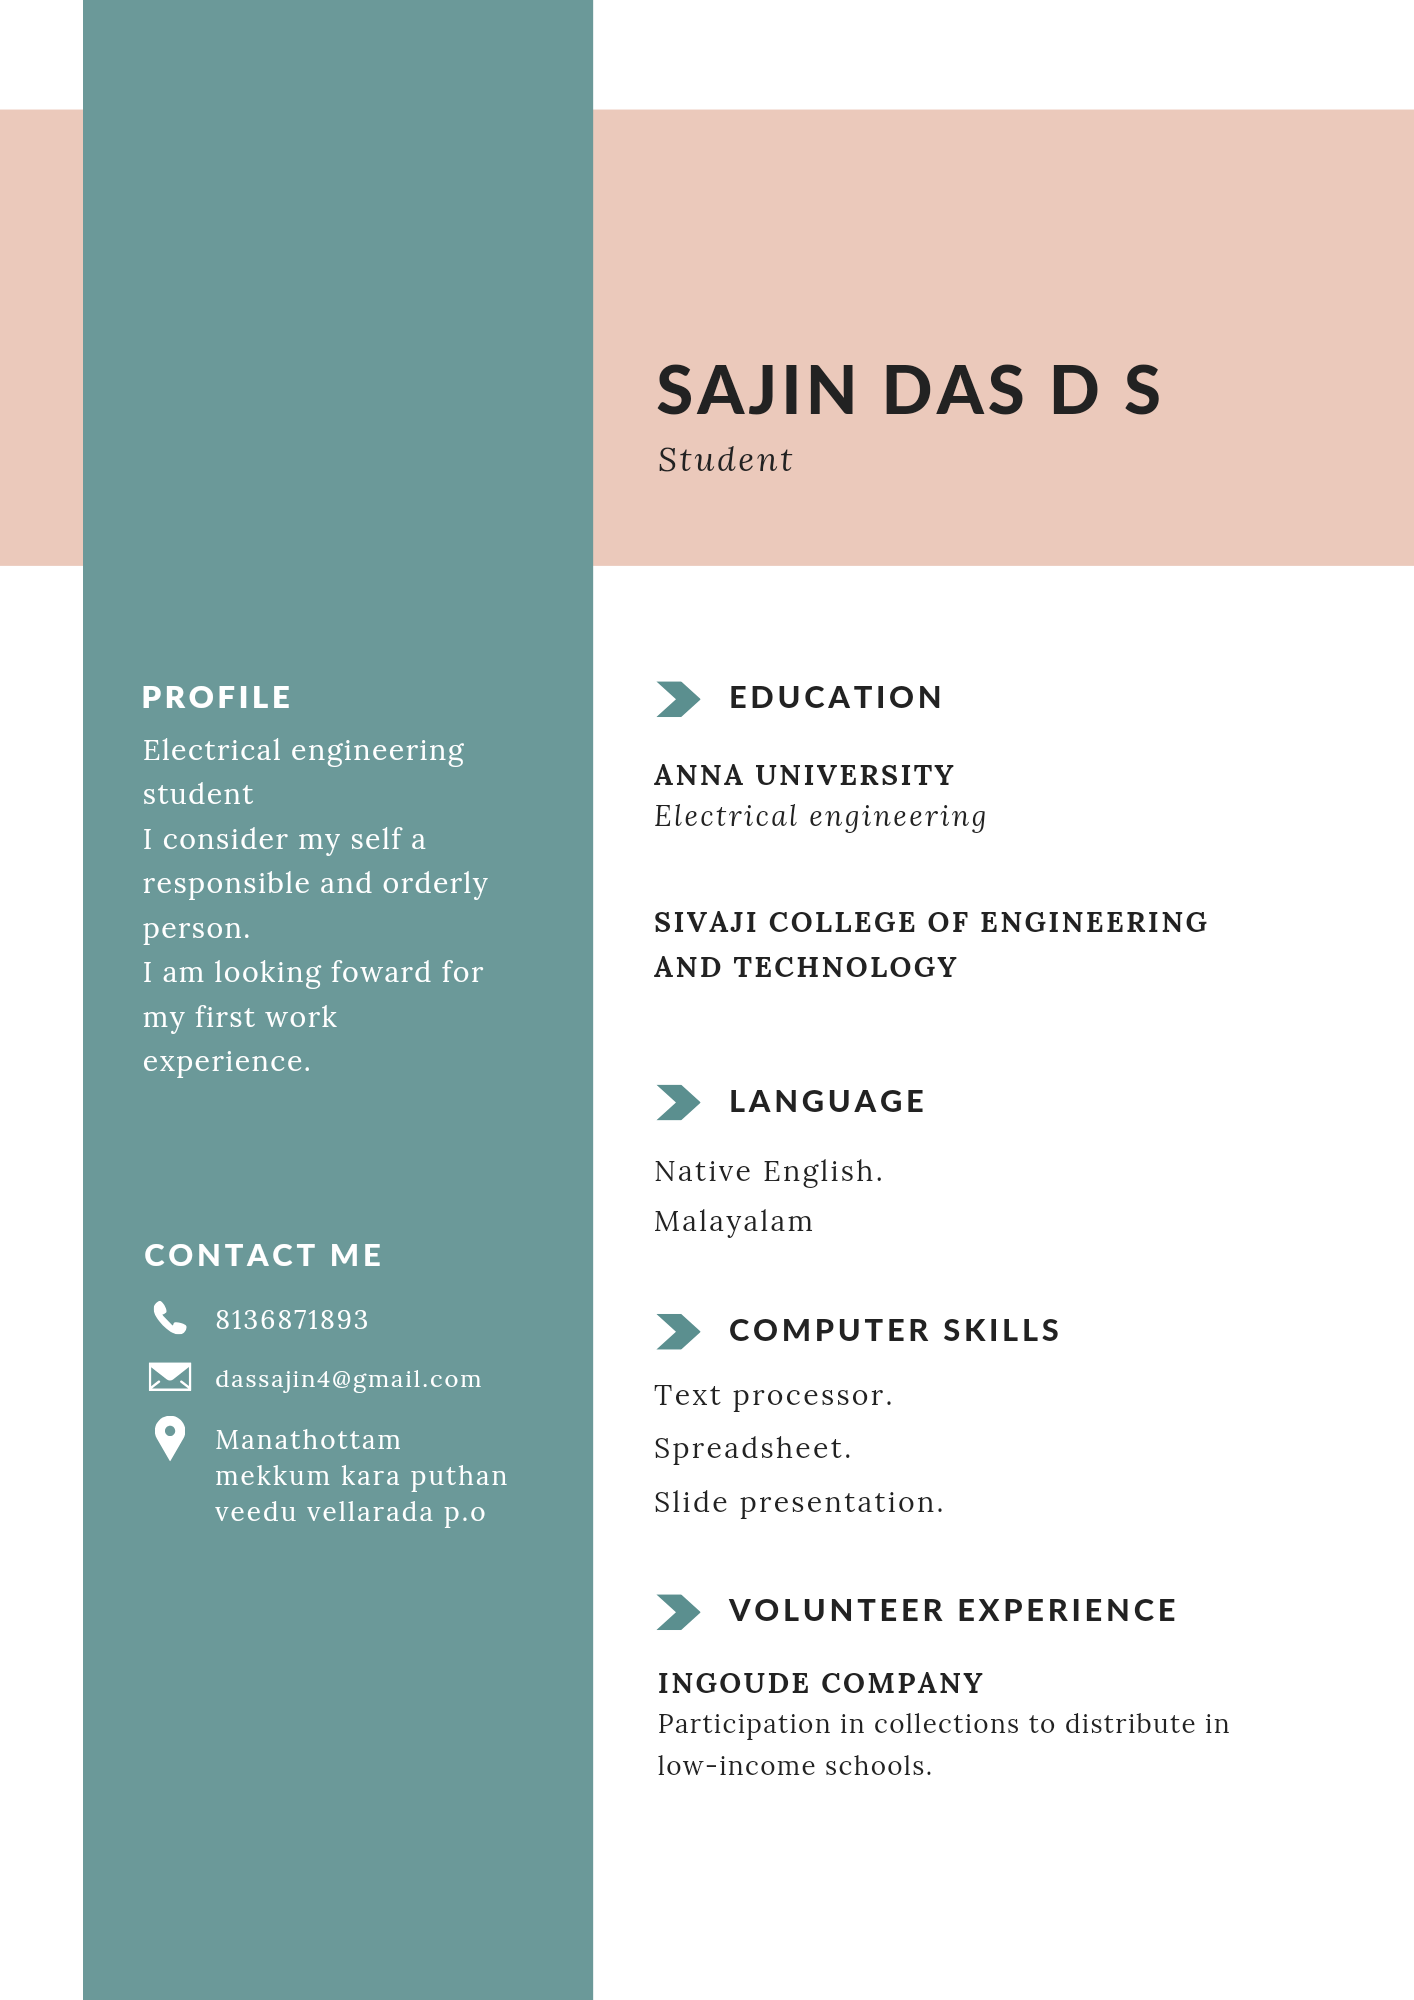 SAJIN DAS D S
Student
PROFILE
Electrical engineering
student
I consider my self a
responsible and orderly
person.
I am looking foward for
my first work
experience.
CONTACT ME
8136871893
dassajin4@gmail.com
Manathottam
mekkum kara puthan
veedu vellarada p.o
EDUCATION
ANNA UNIVERSITY
Electrical engineering
SIVAJI COLLEGE OF ENGINEERING
AND TECHNOLOGY
LANGUAGE
Native English.
Malayalam
COMPUTER SKILLS
Text processor.
Spreadsheet.
Slide presentation.
VOLUNTEER EXPERIENCE
INGOUDE COMPANY
Participation in collections to distribute in
low-income schools.